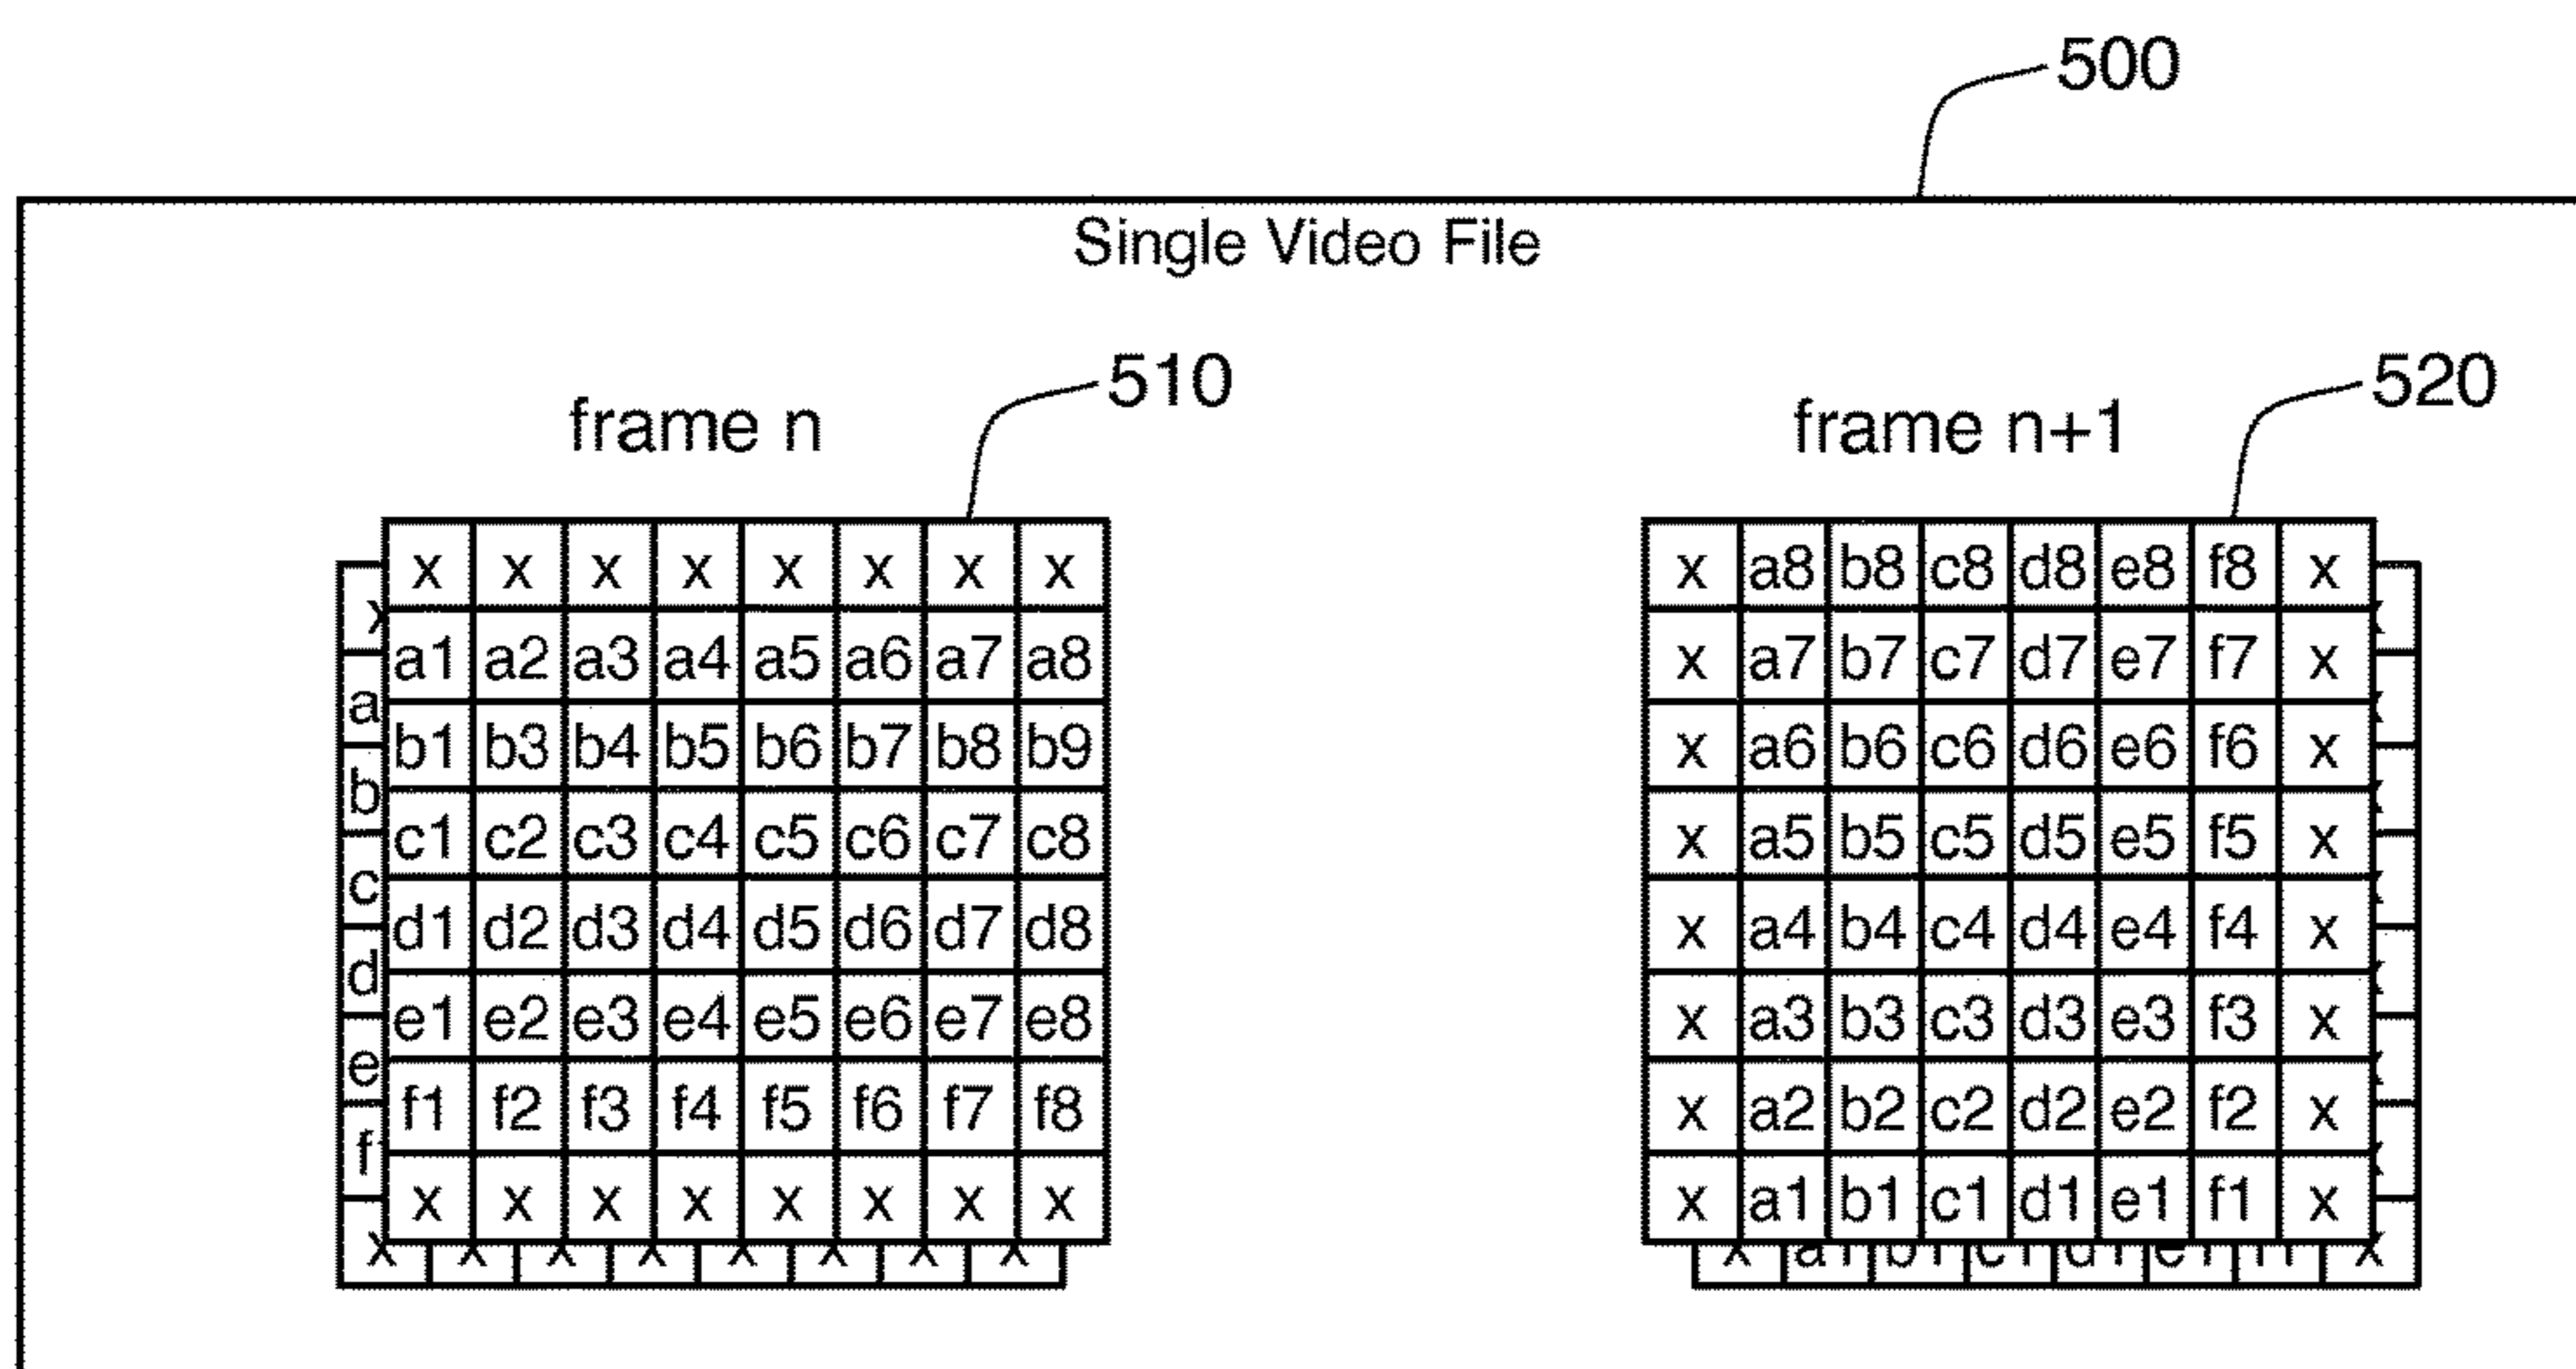 500
Single Video File
510
520
frame n
frame n+1
x x x x x x x x
a1 a2 a3 a4 a5 a6 a7 a8
b1 b3 b4 b5 b6 b7 b8 b9
c1 c2 c3 c4 c5 c6 c7 c8
d1 d2 d3 d4 d5 d6 d7 d8
e1 e2 e3 e4 e5 e6 e7 e8
f1 f2 f3 f4 f5 f6 f7 f8
x x x x x x x x
a
b
c
d
e
f
x x x x x x x x
x a8 b8 c8 d8 e8 f8 x
x a7 b7 c7 d7 e7 f7 x
x a6 b6 c6 d6 e6 f6 x
x a5 b5 c5 d5 e5 f5 x
x a4 b4 c4 d4 e4 f4 x
x a3 b3 c3 d3 e3 f3 x
x a2 b2 c2 d2 e2 f2 x
x a1 b1 c1 d1 e1 f1 x